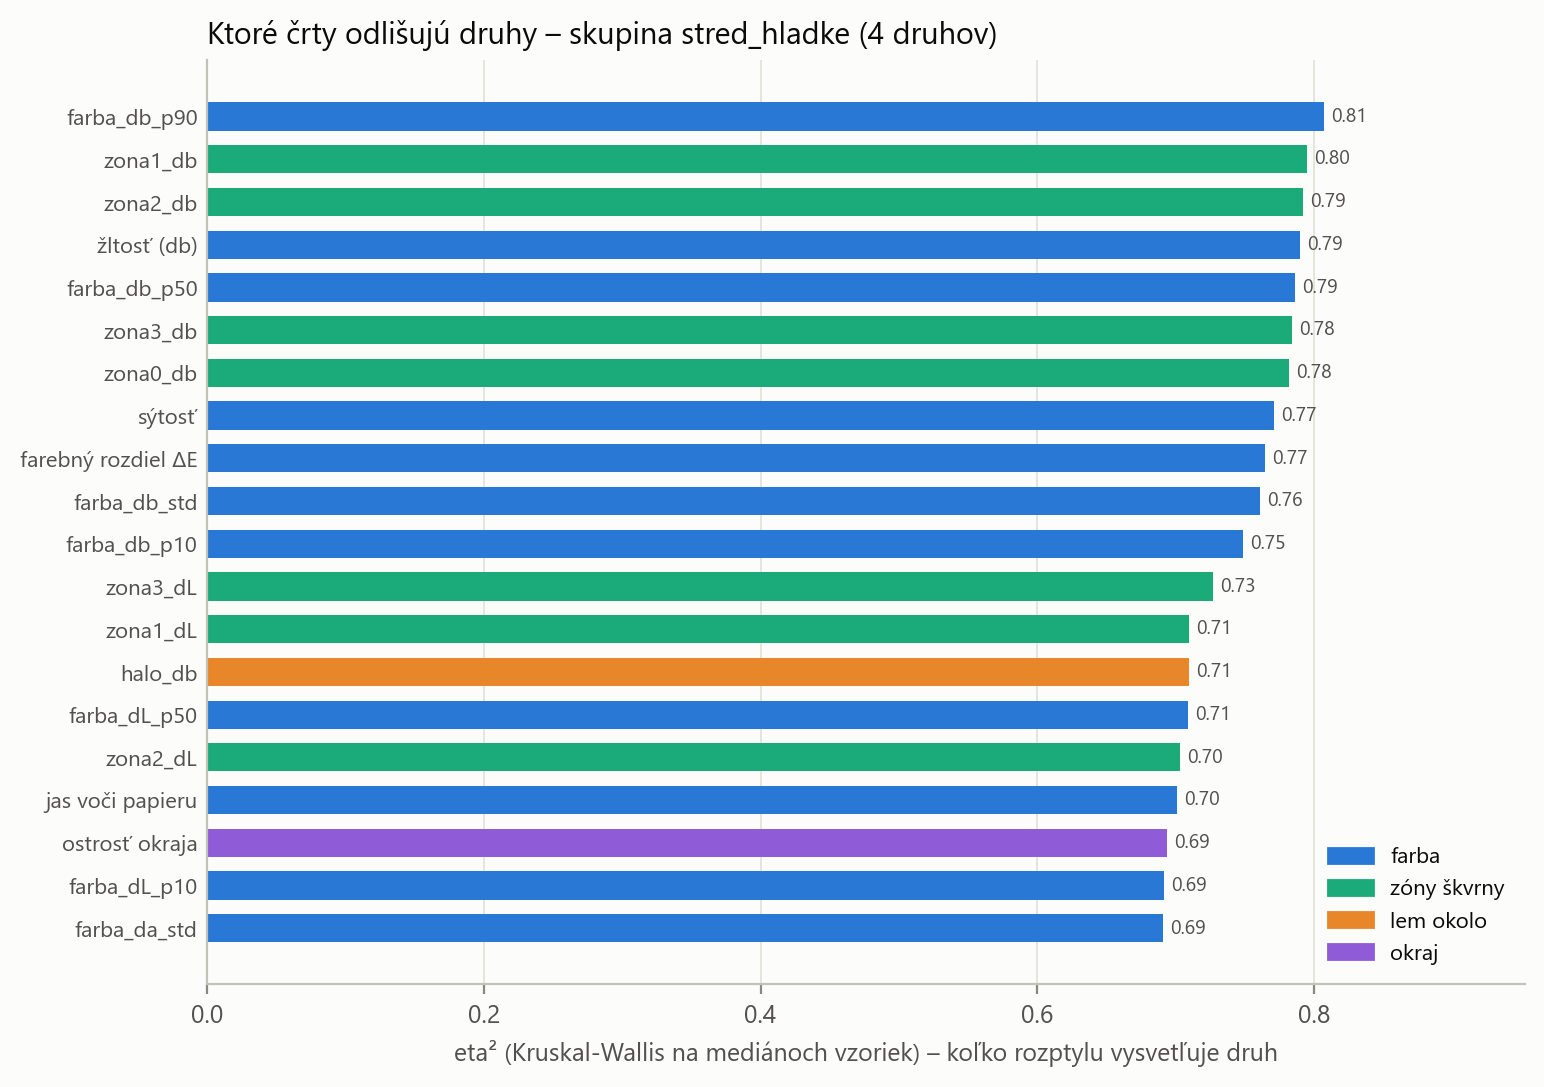 Ktoré črty odlišujú druhy – skupina stred_hladke (4 druhov)
farba_db_p90 0.81
zona1_db 0.80
zona2_db 0.79
žltosť (db) 0.79
farba_db_p50 0.79
zona3_db 0.78
zona0_db 0.78
sýtosť 0.77
farebný rozdiel ΔE 0.77
farba_db_std 0.76
farba_db_p10 0.75
zona3_dL 0.73
zona1_dL 0.71
halo_db 0.71
farba_dL_p50 0.71
zona2_dL 0.70
jas voči papieru 0.70
ostrosť okraja 0.69
farba_dL_p10 0.69
farba_da_std 0.69
farba
zóny škvrny
lem okolo
okraj
0.0 0.2 0.4 0.6 0.8
eta² (Kruskal-Wallis na mediánoch vzoriek) – koľko rozptylu vysvetľuje druh